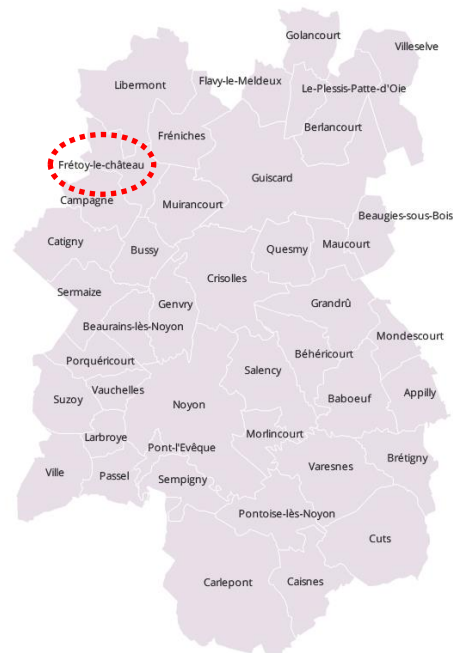 Golancourt
Villeselve
Flavy-le-Meldeux
Libermont
Le-Plessis-Patte-d'Oie
Berlancourt
Fréniches
Frétoy-le-château
Guiscard
Campagne
Muirancourt
Beaugies-sous-Bois
Catigny
Bussy
Quesmy
Maucourt
Crisolles
Sermaize
Genvry
Grandrû
Beaurains-lès-Noyon
Mondescourt
Porquéricourt
Béhéricourt
Salency
Vauchelles
Appilly
Suzoy
Noyon
Baboeuf
Larbroye
Morlincourt
Pont-l'Evêque
Brétigny
Varesnes
Ville
Passel
Sempigny
Pontoise-lès-Noyon
Cuts
Carlepont
Caisnes